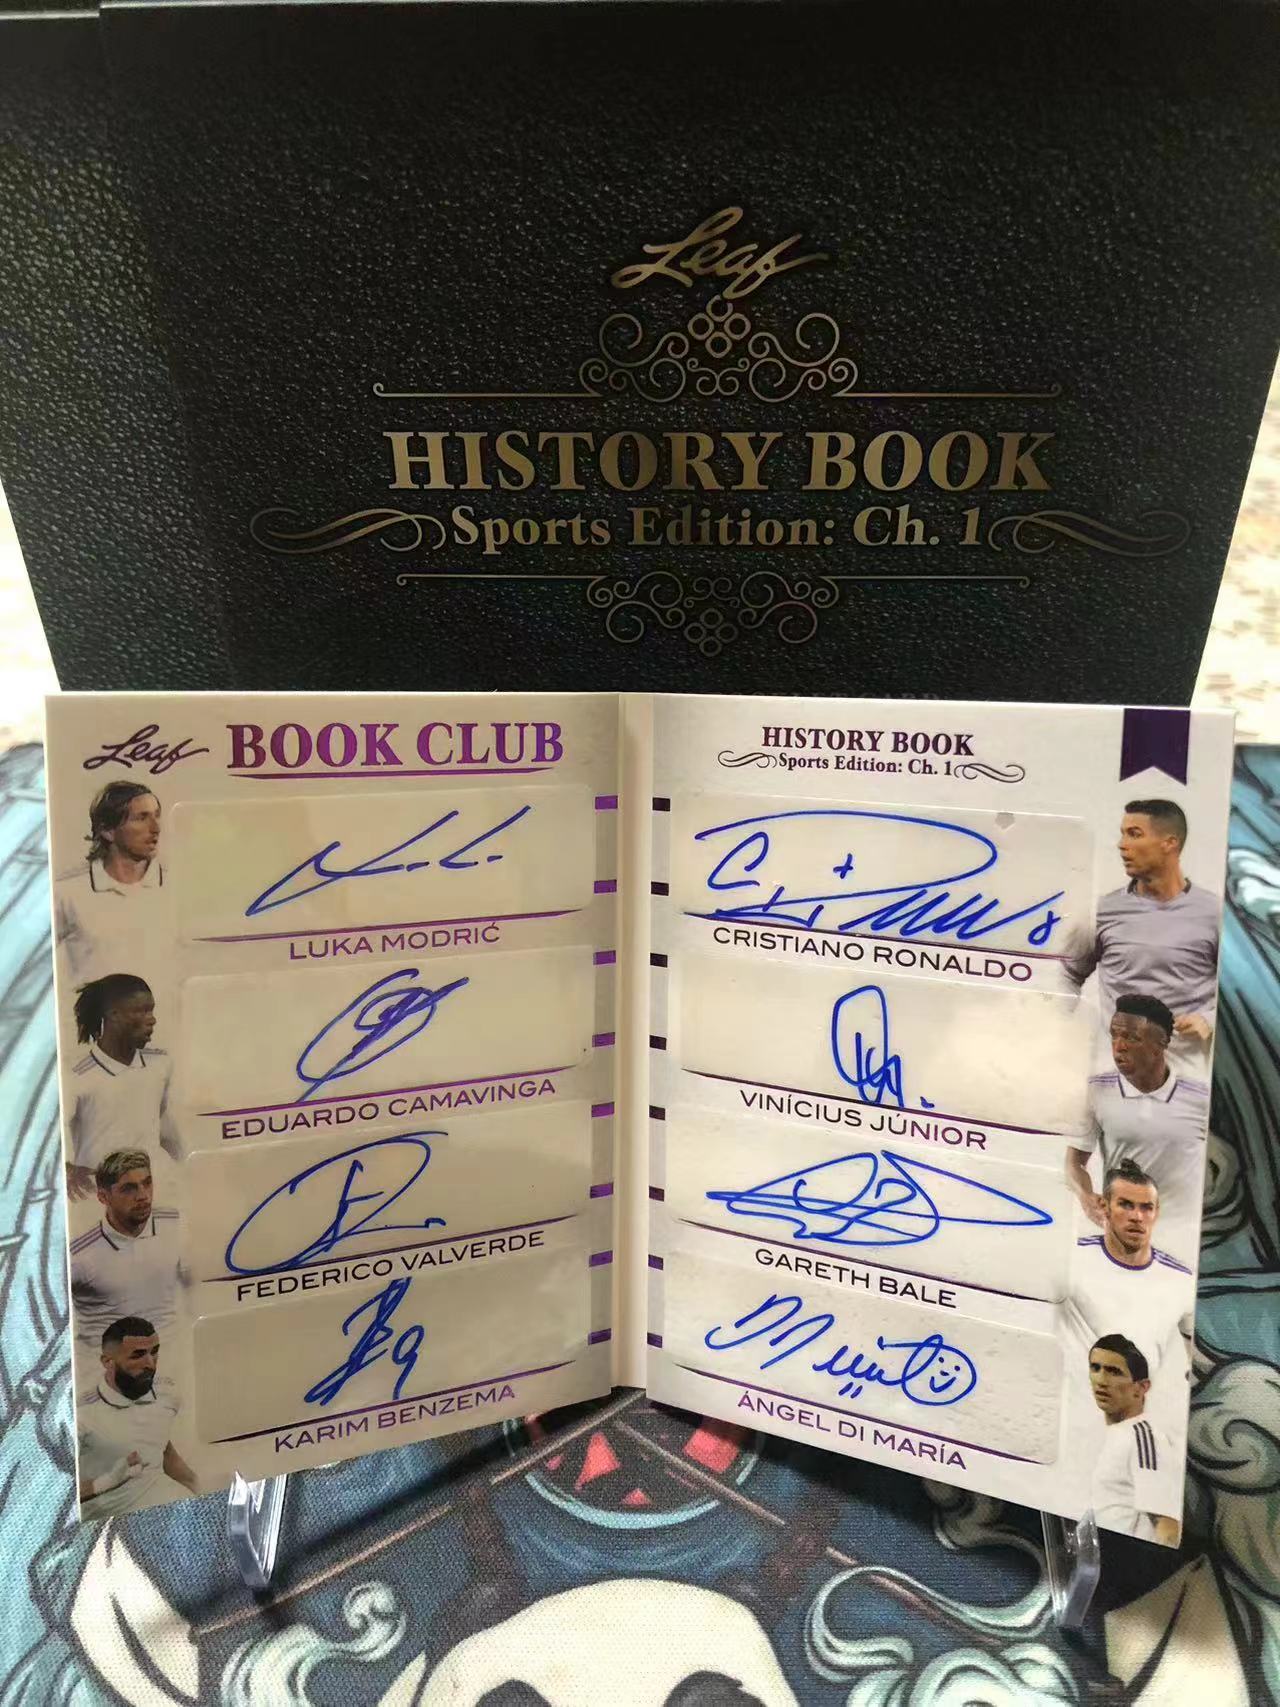 Leaf
HISTORY BOOK
Sports Edition: Ch. 1
Leaf BOOK CLUB
LUKA MODRIĆ
EDUARDO CAMAVINGA
FEDERICO VALVERDE
KARIM BENZEMA
HISTORY BOOK
Sports Edition: Ch. 1
CRISTIANO RONALDO
VINÍCIUS JÚNIOR
GARETH BALE
ÁNGEL DI MARÍA